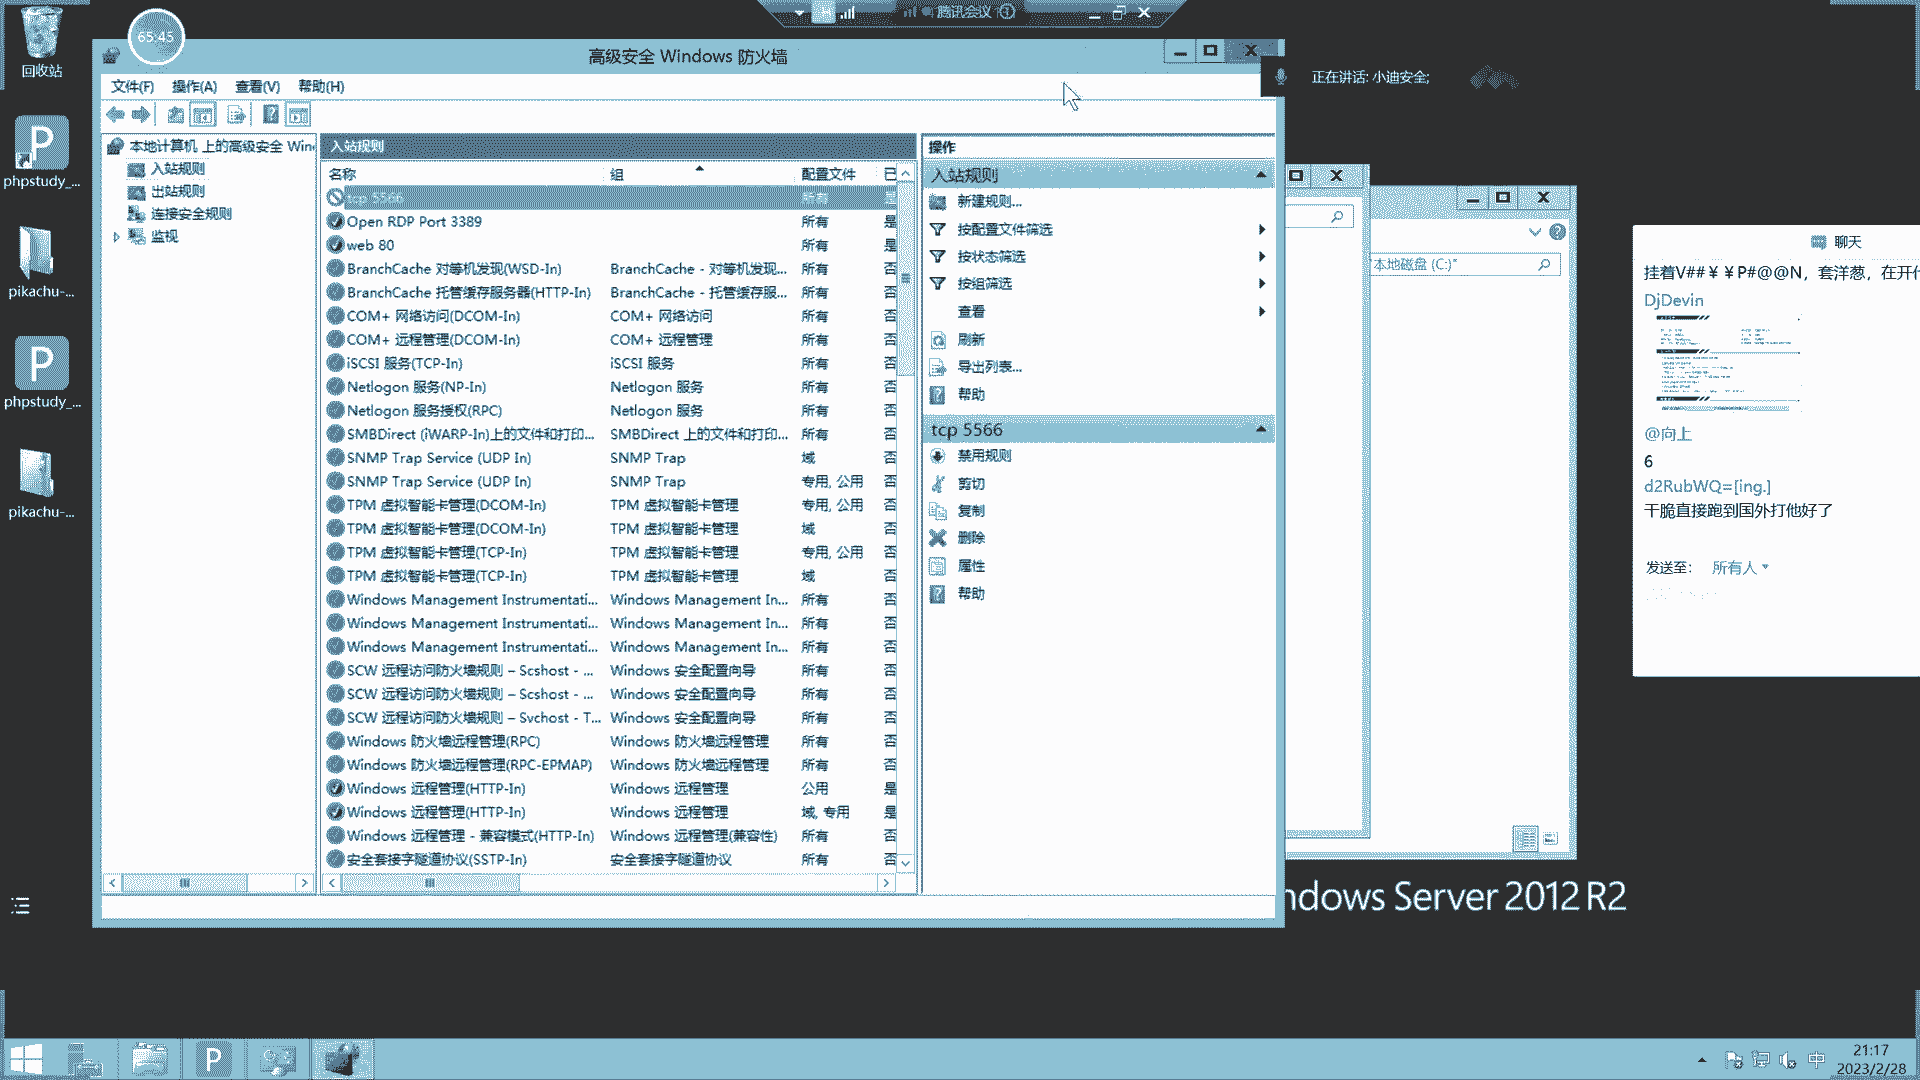 回收站
phpstudy_...
pikachu-...
phpstudy_...
pikachu-...
65:45
腾讯会议
高级安全 Windows 防火墙
文件(F) 操作(A) 查看(V) 帮助(H)
本地计算机 上的高级安全 Win
入站规则
出站规则
连接安全规则
监视
入站规则
名称 组 配置文件 已
tcp 5566 所有 是
Open RDP Port 3389 所有 是
web 80 所有 是
BranchCache 对等机发现(WSD-In) BranchCache - 对等机发现... 所有 否
BranchCache 托管缓存服务器(HTTP-In) BranchCache - 托管缓存服... 所有 否
COM+ 网络访问(DCOM-In) COM+ 网络访问 所有 否
COM+ 远程管理(DCOM-In) COM+ 远程管理 所有 否
iSCSI 服务(TCP-In) iSCSI 服务 所有 否
Netlogon 服务(NP-In) Netlogon 服务 所有 否
Netlogon 服务授权(RPC) Netlogon 服务 所有 否
SMBDirect (iWARP-In)上的文件和打印... SMBDirect 上的文件和打印... 所有 否
SNMP Trap Service (UDP In) SNMP Trap 域 否
SNMP Trap Service (UDP In) SNMP Trap 专用, 公用 否
TPM 虚拟智能卡管理(DCOM-In) TPM 虚拟智能卡管理 专用, 公用 否
TPM 虚拟智能卡管理(DCOM-In) TPM 虚拟智能卡管理 域 否
TPM 虚拟智能卡管理(TCP-In) TPM 虚拟智能卡管理 专用, 公用 否
TPM 虚拟智能卡管理(TCP-In) TPM 虚拟智能卡管理 域 否
Windows Management Instrumentati... Windows Management In... 所有 否
Windows Management Instrumentati... Windows Management In... 所有 否
Windows Management Instrumentati... Windows Management In... 所有 否
SCW 远程访问防火墙规则 – Scshost - ... Windows 安全配置向导 所有 否
SCW 远程访问防火墙规则 – Scshost - ... Windows 安全配置向导 所有 否
SCW 远程访问防火墙规则 – Svchost - T... Windows 安全配置向导 所有 否
Windows 防火墙远程管理(RPC) Windows 防火墙远程管理 所有 否
Windows 防火墙远程管理(RPC-EPMAP) Windows 防火墙远程管理 所有 否
Windows 远程管理(HTTP-In) Windows 远程管理 公用 是
Windows 远程管理(HTTP-In) Windows 远程管理 域, 专用 是
Windows 远程管理 - 兼容模式(HTTP-In) Windows 远程管理(兼容性) 所有 否
安全套接字隧道协议(SSTP-In) 安全套接字隧道协议 所有 否
操作
入站规则
新建规则...
按配置文件筛选
按状态筛选
按组筛选
查看
刷新
导出列表...
帮助
tcp 5566
禁用规则
剪切
复制
删除
属性
帮助
正在讲话: 小迪安全;
本地磁盘 (C:)"
聊天
挂着V##￥￥P#@@N，套洋葱，在开什
DjDevin
@向上
6
d2RubWQ=[ing.]
干脆直接跑到国外打他好了
发送至: 所有人
ndows Server 2012 R2
中
21:17
2023/2/28